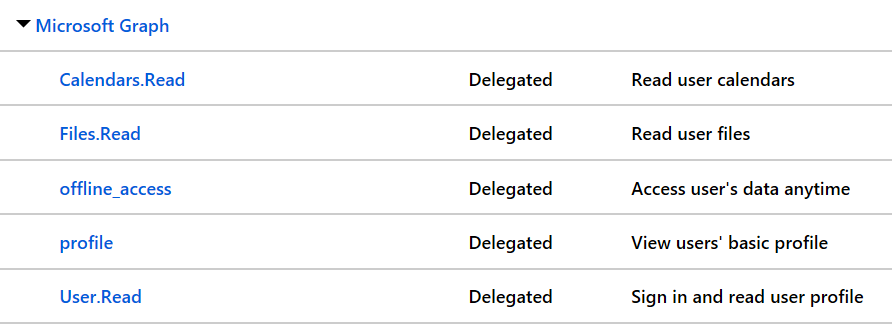 Microsoft Graph
Calendars.Read Delegated Read user calendars
Files.Read Delegated Read user files
offline_access Delegated Access user's data anytime
profile Delegated View users' basic profile
User.Read Delegated Sign in and read user profile